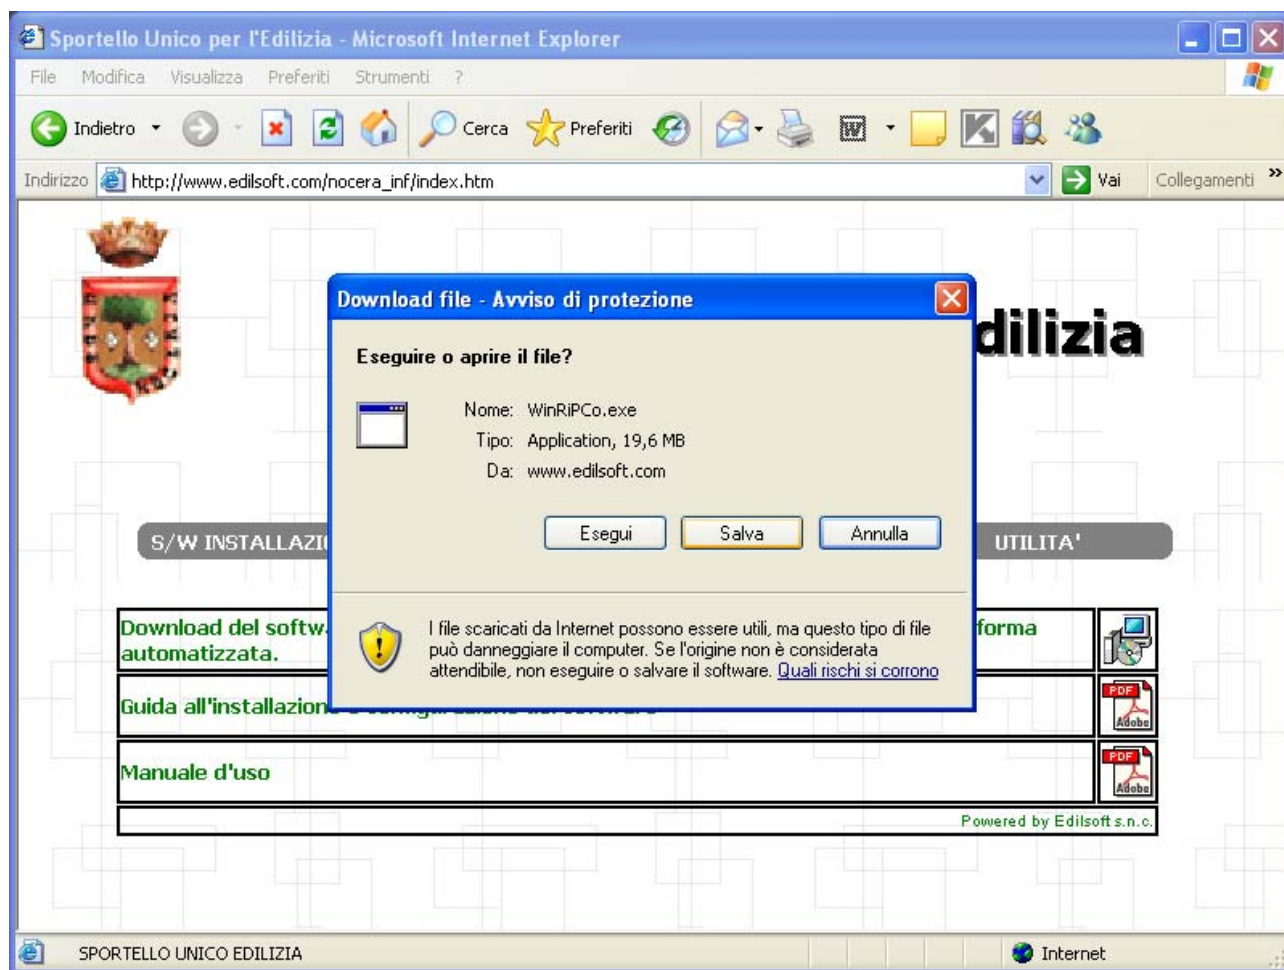 Sportello Unico per l'Edilizia - Microsoft Internet Explorer
File Modifica Visualizza Preferiti Strumenti ?
Indietro Cerca Preferiti
Indirizzo http://www.edilsoft.com/nocera_inf/index.htm Vai Collegamenti »
dilizia
Download file - Avviso di protezione
Eseguire o aprire il file?
Nome: WinRiPCo.exe
Tipo: Application, 19,6 MB
Da: www.edilsoft.com
Esegui Salva Annulla
I file scaricati da Internet possono essere utili, ma questo tipo di file
può danneggiare il computer. Se l'origine non è considerata
attendibile, non eseguire o salvare il software. Quali rischi si corrono
S/W INSTALLAZI UTILITA'
Download del softw forma
automatizzata.
Guida all'installazion
Manuale d'uso
PDF
Adobe
PDF
Adobe
Powered by Edilsoft s.n.c.
SPORTELLO UNICO EDILIZIA Internet